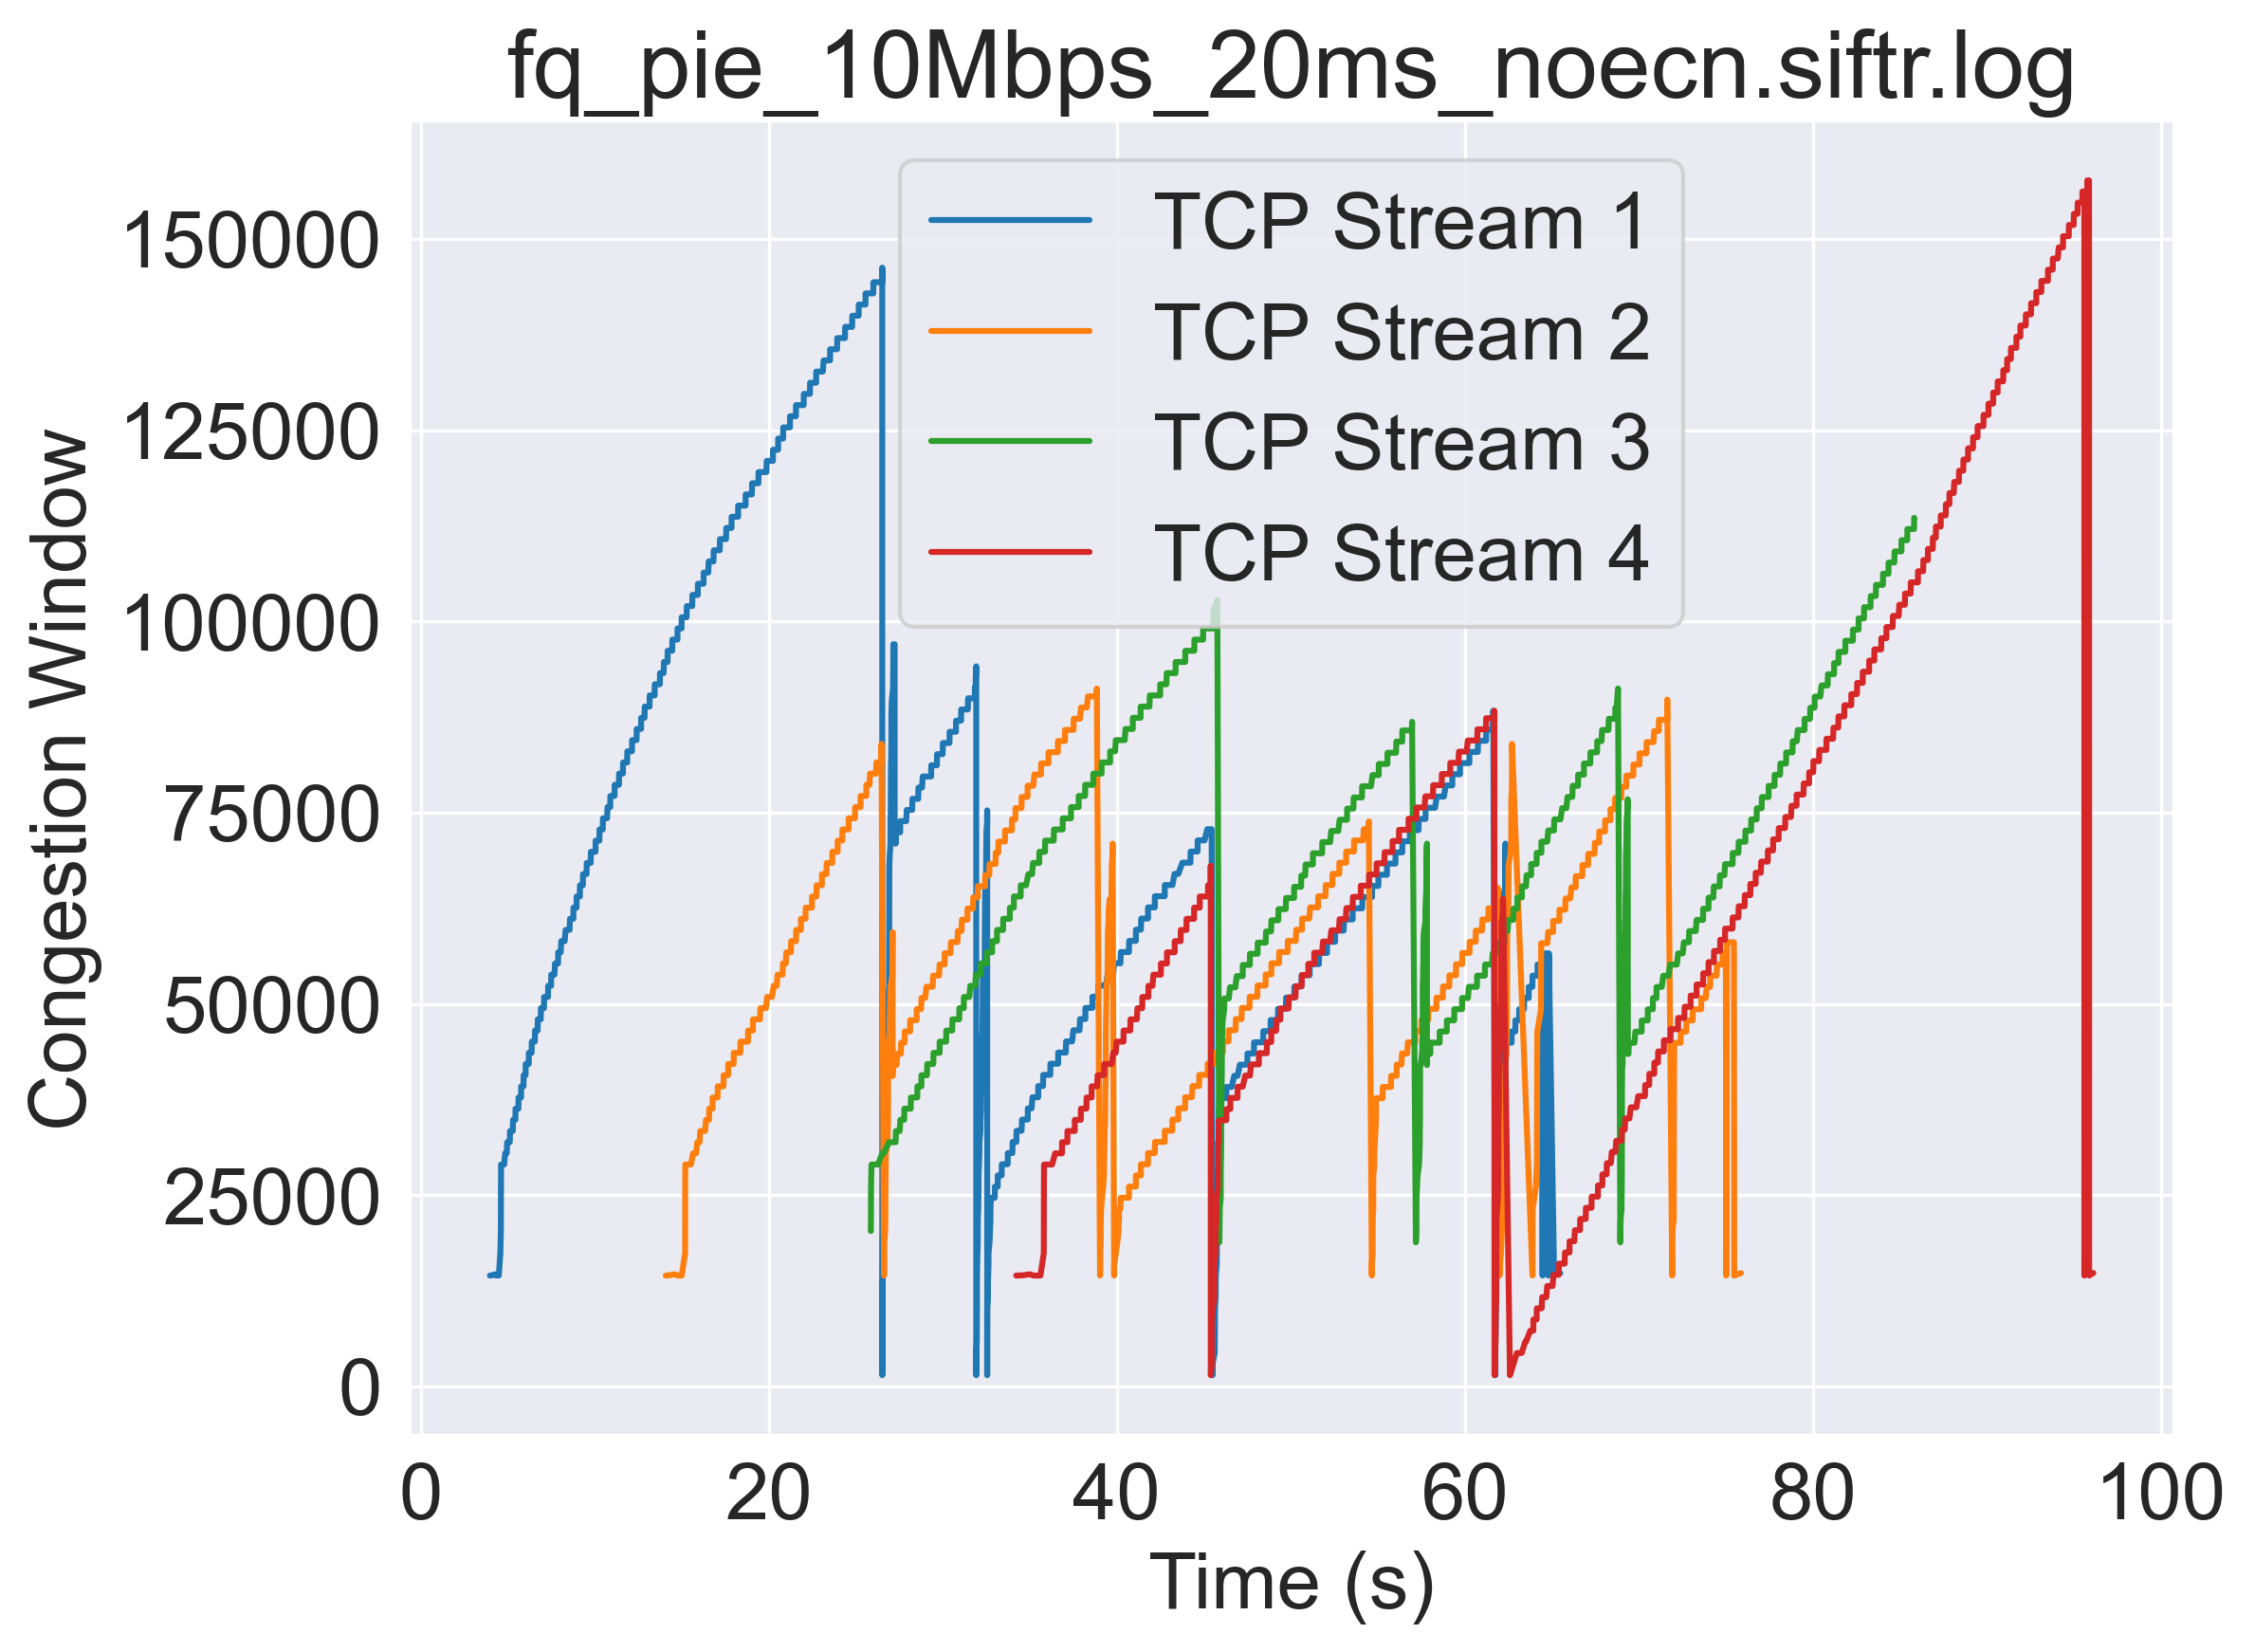 fq_pie_10Mbps_20ms_noecn.siftr.log
TCP Stream 1
TCP Stream 2
TCP Stream 3
TCP Stream 4
Congestion Window
150000
125000
100000
75000
50000
25000
0
0 20 40 60 80 100
Time (s)